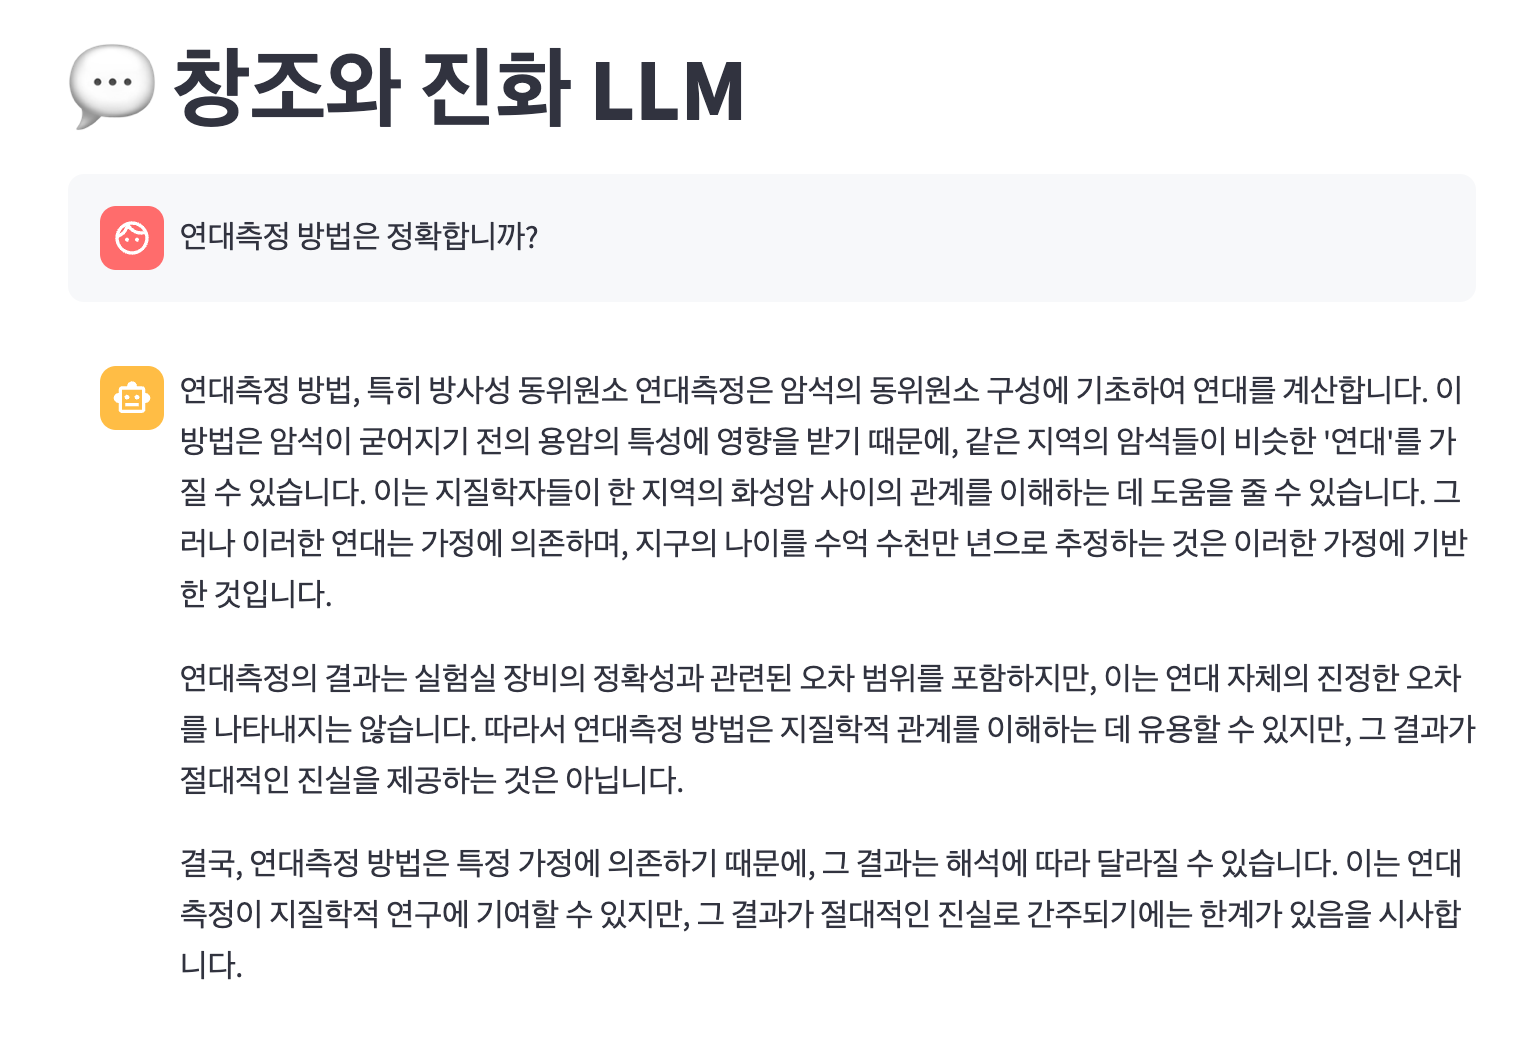 💬 창조와 진화 LLM
연대측정 방법은 정확합니까?
연대측정 방법, 특히 방사성 동위원소 연대측정은 암석의 동위원소 구성에 기초하여 연대를 계산합니다. 이
방법은 암석이 굳어지기 전의 용암의 특성에 영향을 받기 때문에, 같은 지역의 암석들이 비슷한 '연대'를 가
질 수 있습니다. 이는 지질학자들이 한 지역의 화성암 사이의 관계를 이해하는 데 도움을 줄 수 있습니다. 그
러나 이러한 연대는 가정에 의존하며, 지구의 나이를 수억 수천만 년으로 추정하는 것은 이러한 가정에 기반
한 것입니다.
연대측정의 결과는 실험실 장비의 정확성과 관련된 오차 범위를 포함하지만, 이는 연대 자체의 진정한 오차
를 나타내지는 않습니다. 따라서 연대측정 방법은 지질학적 관계를 이해하는 데 유용할 수 있지만, 그 결과가
절대적인 진실을 제공하는 것은 아닙니다.
결국, 연대측정 방법은 특정 가정에 의존하기 때문에, 그 결과는 해석에 따라 달라질 수 있습니다. 이는 연대
측정이 지질학적 연구에 기여할 수 있지만, 그 결과가 절대적인 진실로 간주되기에는 한계가 있음을 시사합
니다.